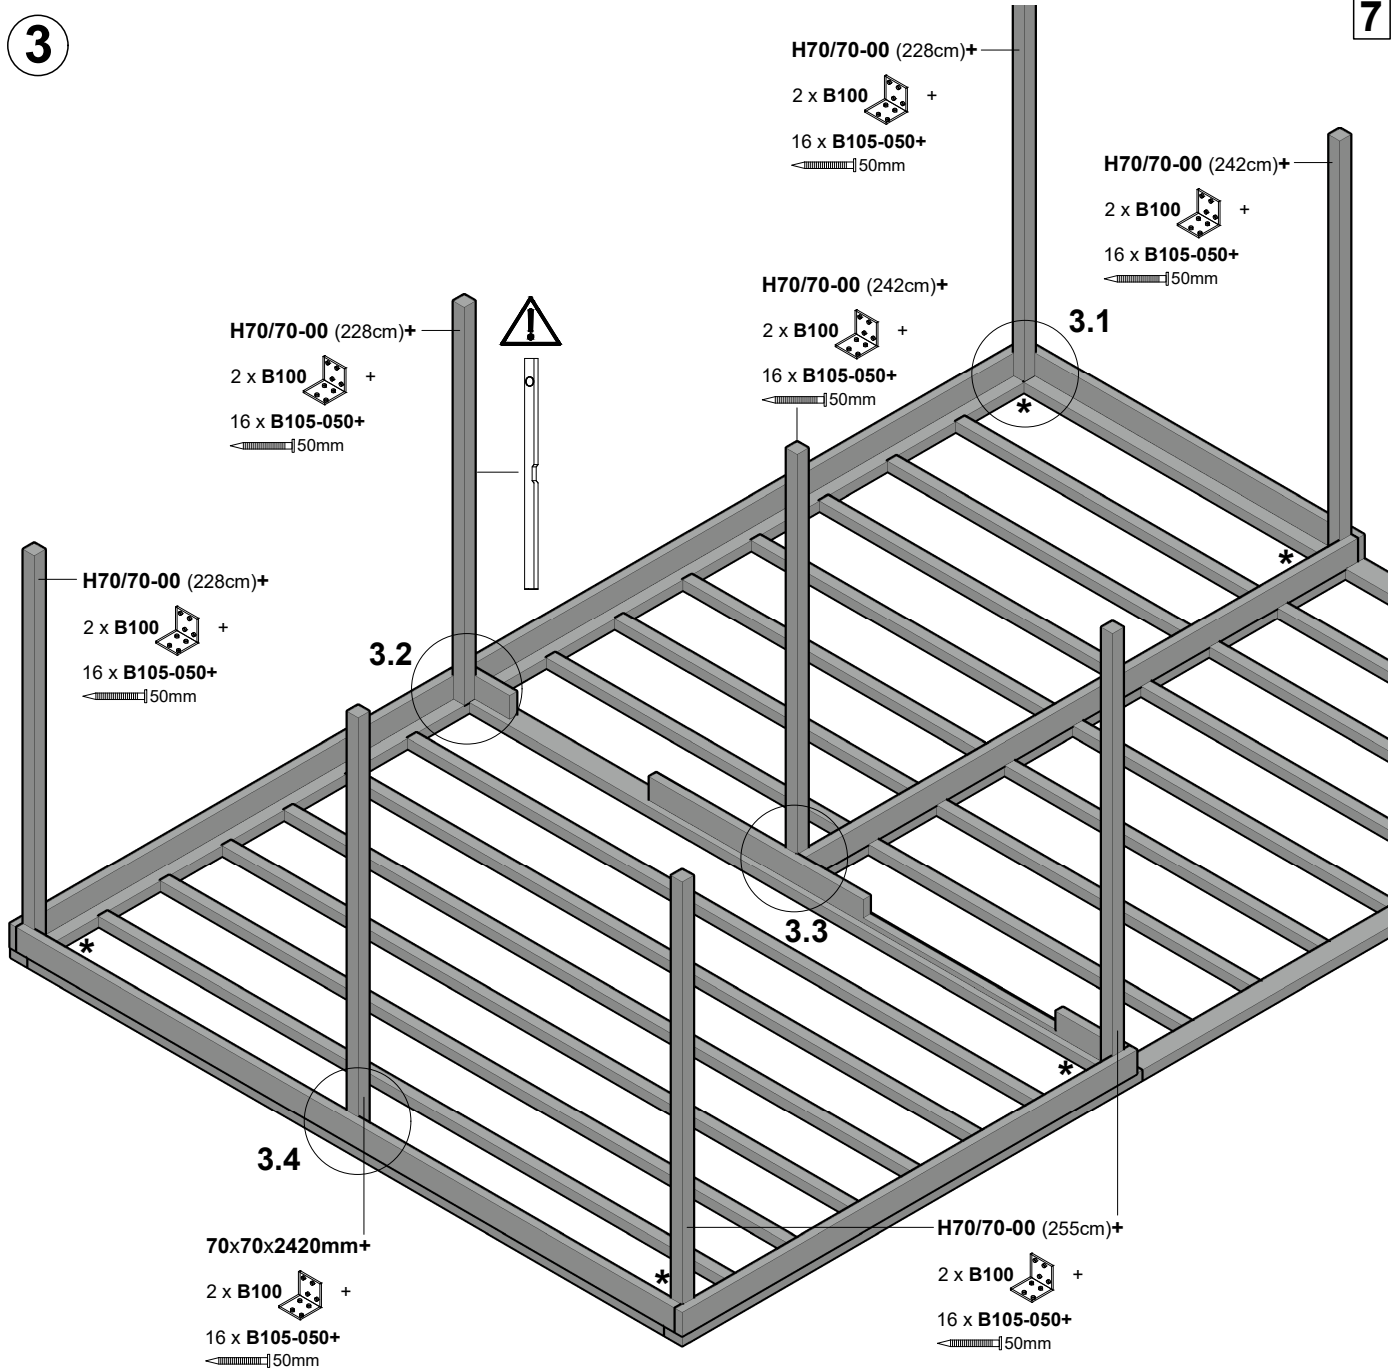 3
7
H70/70-00 (228cm)+
2 x B100 +
16 x B105-050+
50mm
H70/70-00 (242cm)+
2 x B100 +
16 x B105-050+
50mm
H70/70-00 (242cm)+
2 x B100 +
16 x B105-050+
50mm
3.1
*
H70/70-00 (228cm)+
2 x B100 +
16 x B105-050+
50mm
!
*
H70/70-00 (228cm)+
2 x B100 +
16 x B105-050+
50mm
3.2
3.3
*
*
3.4
70x70x2420mm+
2 x B100 +
16 x B105-050+
50mm
*
H70/70-00 (255cm)+
2 x B100 +
16 x B105-050+
50mm